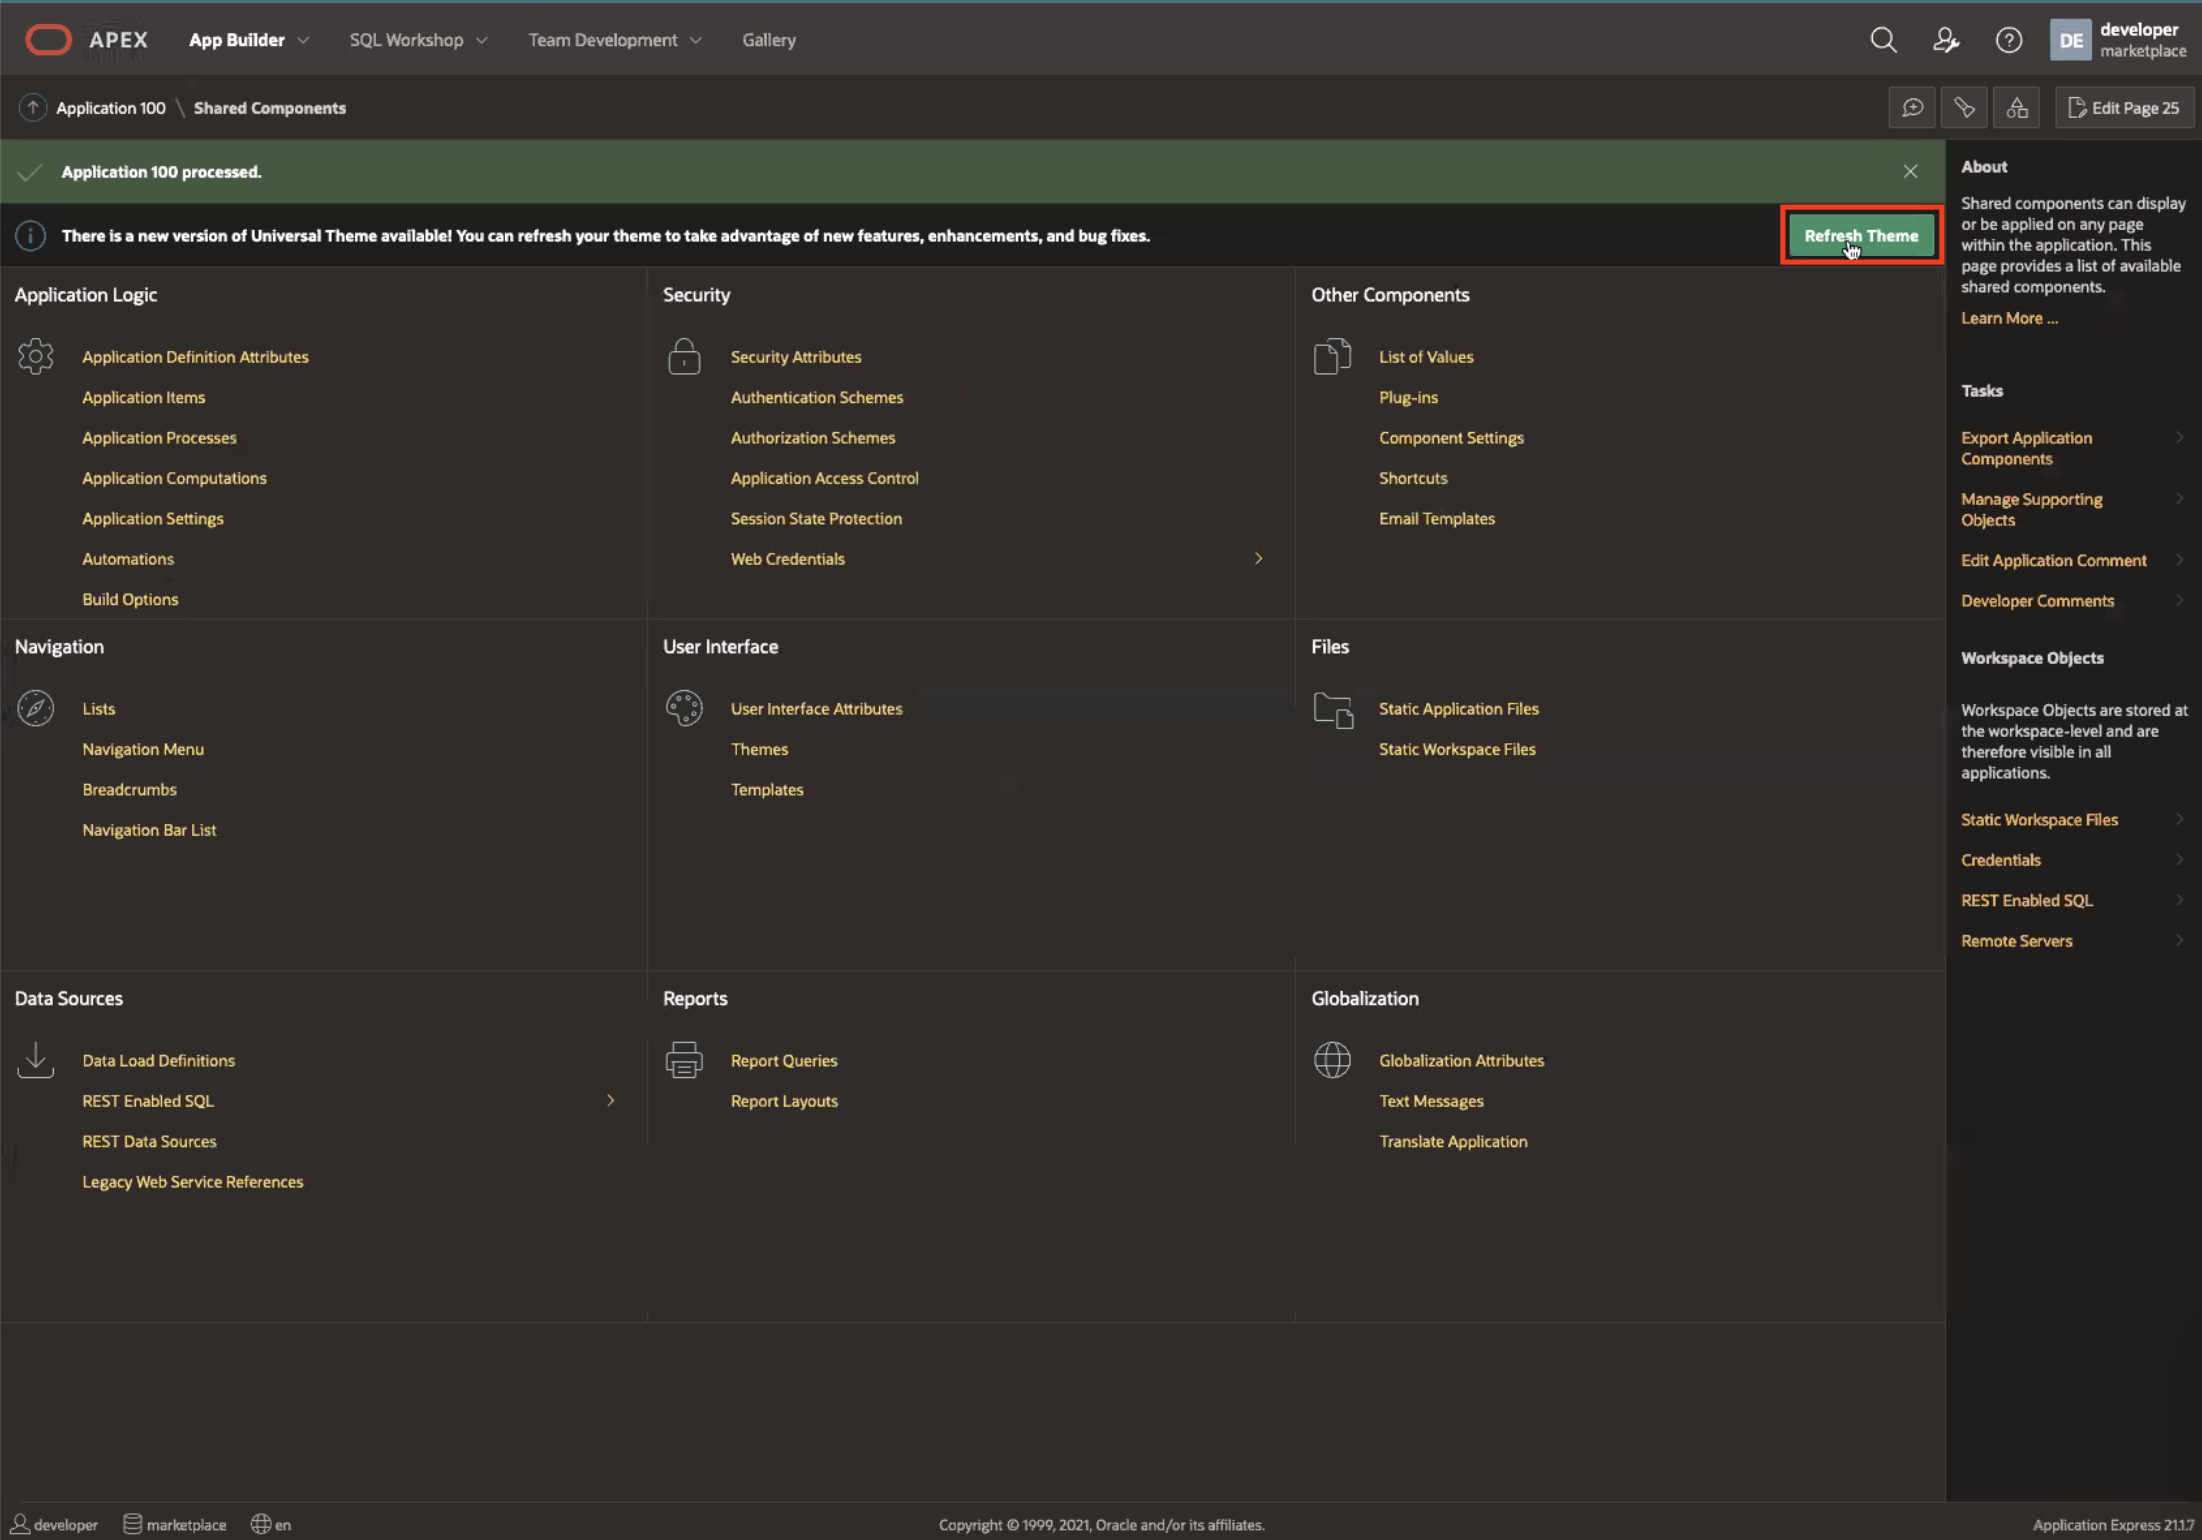 APEX
App Builder
SQL Workshop
Team Development
Gallery
DE
developer
marketplace
Application 100 \ Shared Components
Edit Page 25
Application 100 processed.
There is a new version of Universal Theme available! You can refresh your theme to take advantage of new features, enhancements, and bug fixes.
Refresh Theme
Application Logic
Application Definition Attributes
Application Items
Application Processes
Application Computations
Application Settings
Automations
Build Options
Security
Security Attributes
Authentication Schemes
Authorization Schemes
Application Access Control
Session State Protection
Web Credentials
Other Components
List of Values
Plug-ins
Component Settings
Shortcuts
Email Templates
Navigation
Lists
Navigation Menu
Breadcrumbs
Navigation Bar List
User Interface
User Interface Attributes
Themes
Templates
Files
Static Application Files
Static Workspace Files
Data Sources
Data Load Definitions
REST Enabled SQL
REST Data Sources
Legacy Web Service References
Reports
Report Queries
Report Layouts
Globalization
Globalization Attributes
Text Messages
Translate Application
About
Shared components can display
or be applied on any page
within the application. This
page provides a list of available
shared components.
Learn More ...
Tasks
Export Application
Components
Manage Supporting
Objects
Edit Application Comment
Developer Comments
Workspace Objects
Workspace Objects are stored at
the workspace-level and are
therefore visible in all
applications.
Static Workspace Files
Credentials
REST Enabled SQL
Remote Servers
developer
marketplace
en
Copyright © 1999, 2021, Oracle and/or its affiliates.
Application Express 21.1.7